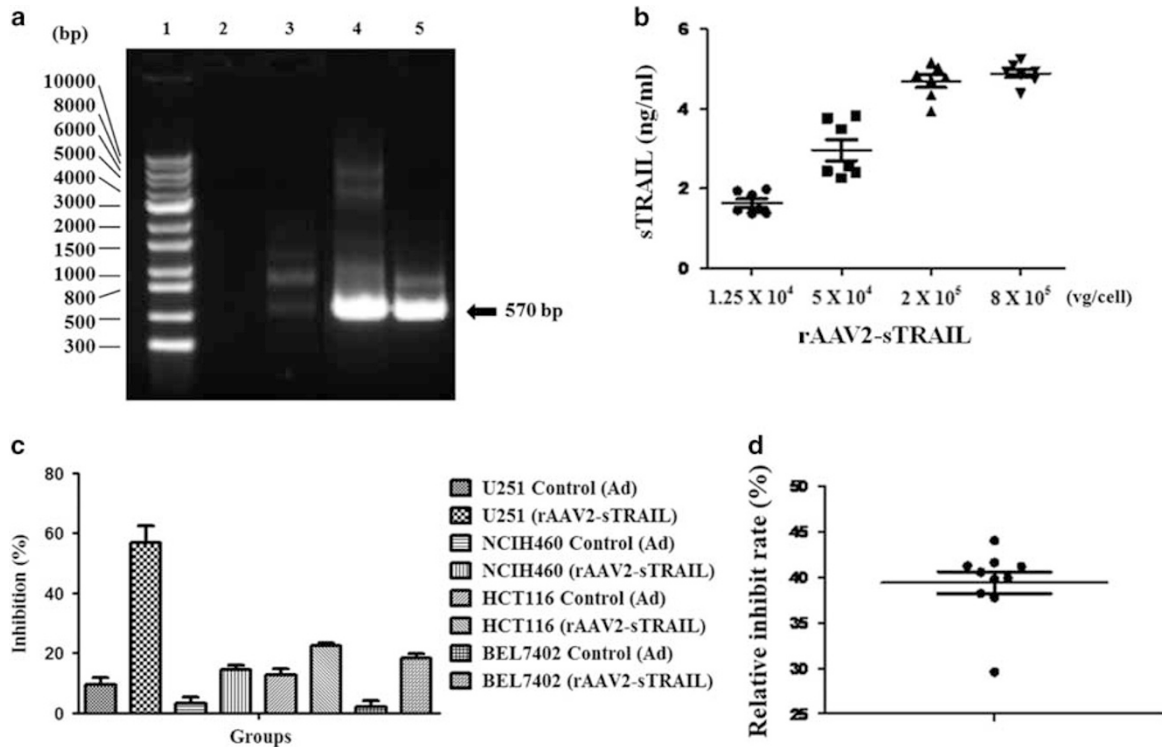 a
(bp)
1 2 3 4 5
10000
8000
6000
5000
4000
3000
2000
1500
1000
800
500
300
570 bp
b
sTRAIL (ng/ml)
6
4
2
0
1.25 X 10⁴ 5 X 10⁴ 2 X 10⁵ 8 X 10⁵ (vg/cell)
rAAV2-sTRAIL
c
Inhibition (%)
80
60
40
20
0
Groups
U251 Control (Ad)
U251 (rAAV2-sTRAIL)
NCIH460 Control (Ad)
NCIH460 (rAAV2-sTRAIL)
HCT116 Control (Ad)
HCT116 (rAAV2-sTRAIL)
BEL7402 Control (Ad)
BEL7402 (rAAV2-sTRAIL)
d
Relative inhibit rate (%)
50
45
40
35
30
25